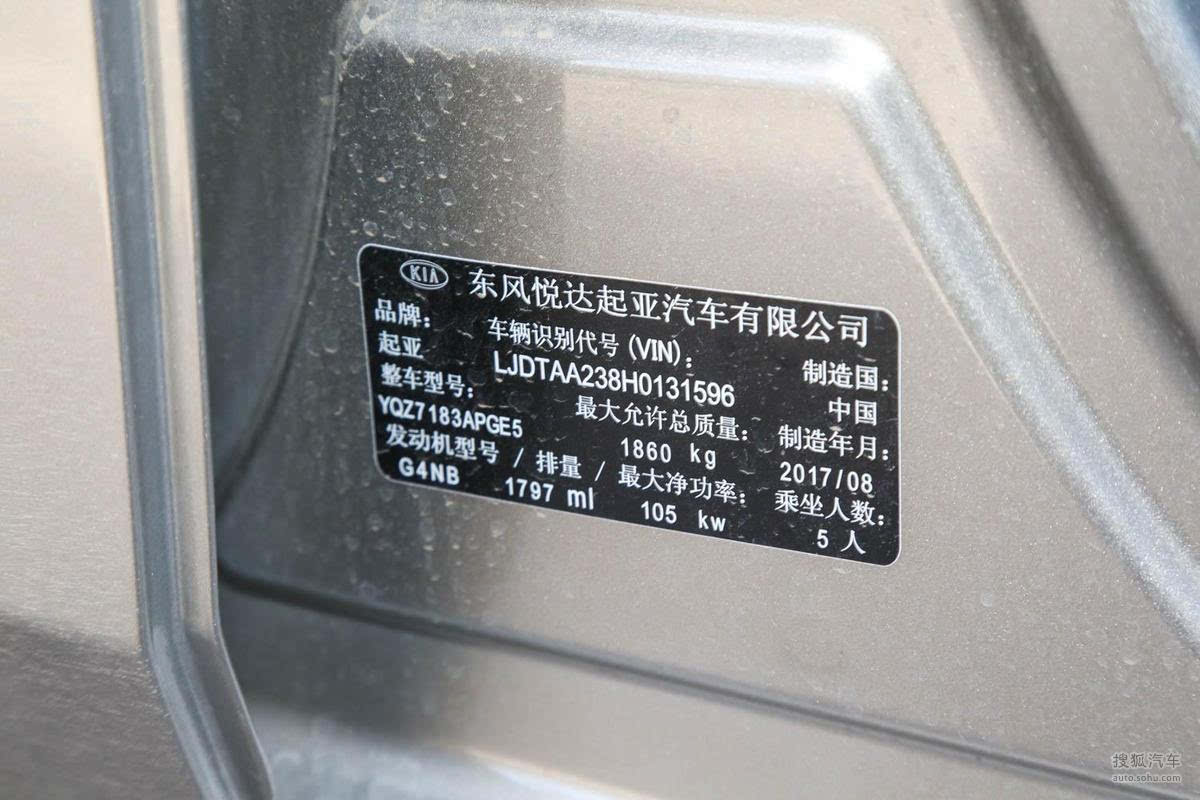 KIA 东风悦达起亚汽车有限公司
品牌： 车辆识别代号(VIN)： 制造国：
起亚 LJDTAA238H0131596 中国
整车型号： 最大允许总质量： 制造年月：
YQZ7183APGE5 1860 kg 2017/08
发动机型号 / 排量 / 最大净功率： 乘坐人数：
G4NB 1797 ml 105 kw 5 人
搜狐汽车
auto.sohu.com